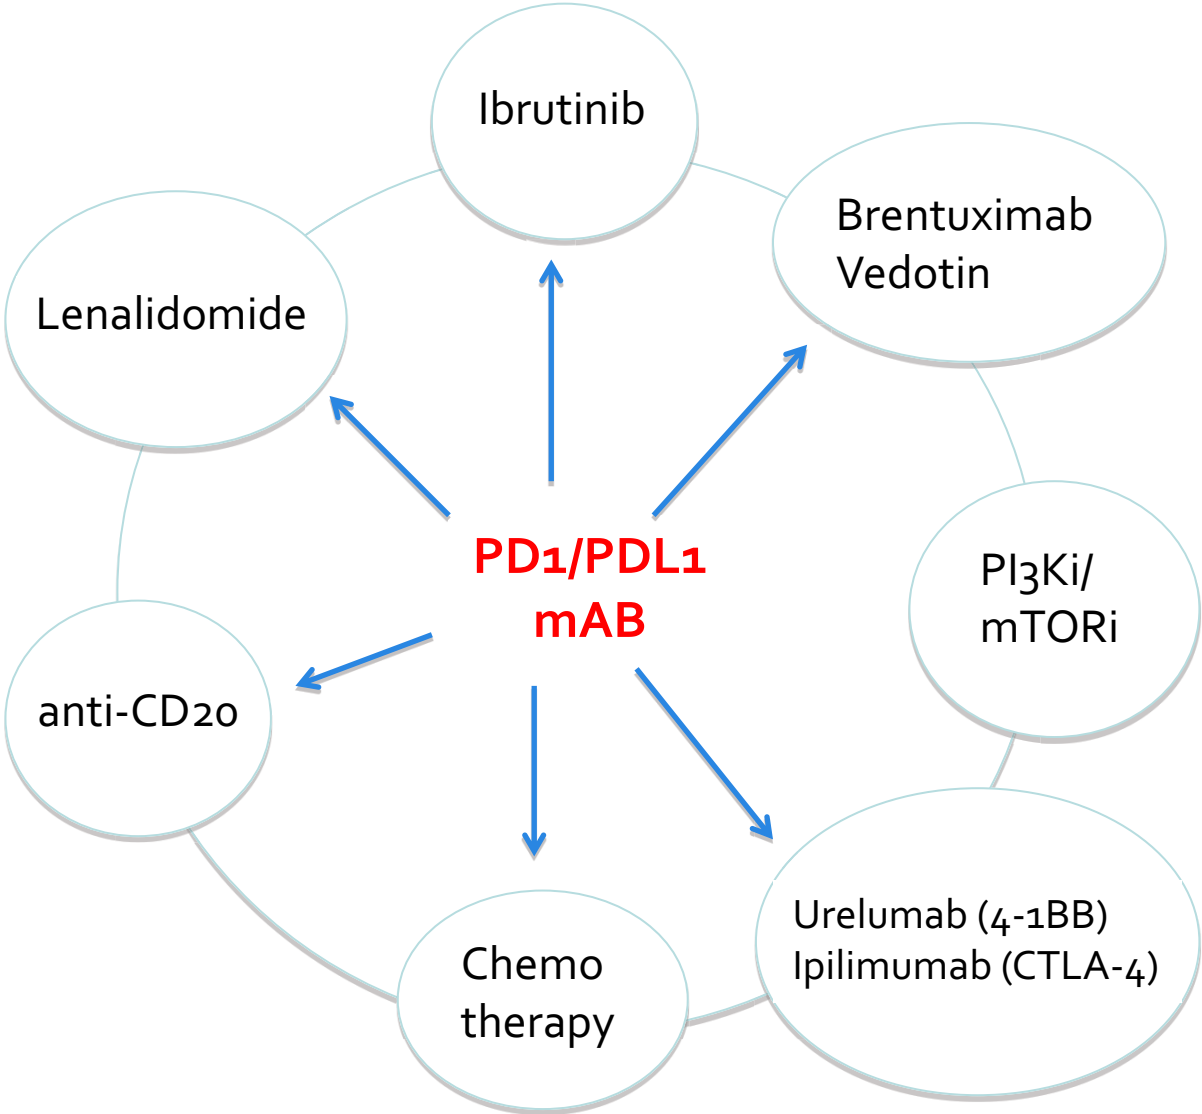 Ibrutinib
Brentuximab
Vedotin
Lenalidomide
PD1/PDL1
mAB
PI3Ki/
mTORi
anti-CD20
Urelumab (4-1BB)
Ipilimumab (CTLA-4)
Chemo
therapy